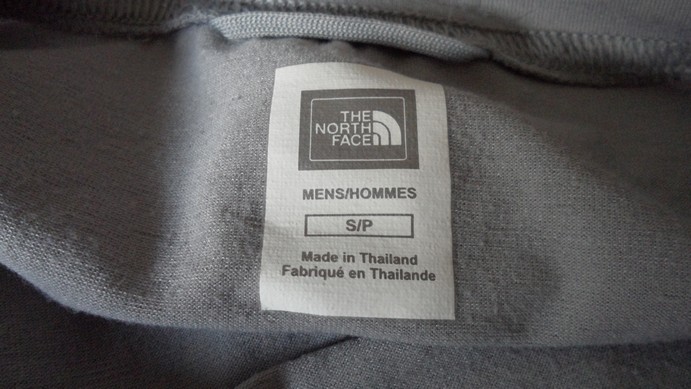 THE
NORTH
FACE
MENS/HOMMES
S/P
Made in Thailand
Fabriqué en Thailande